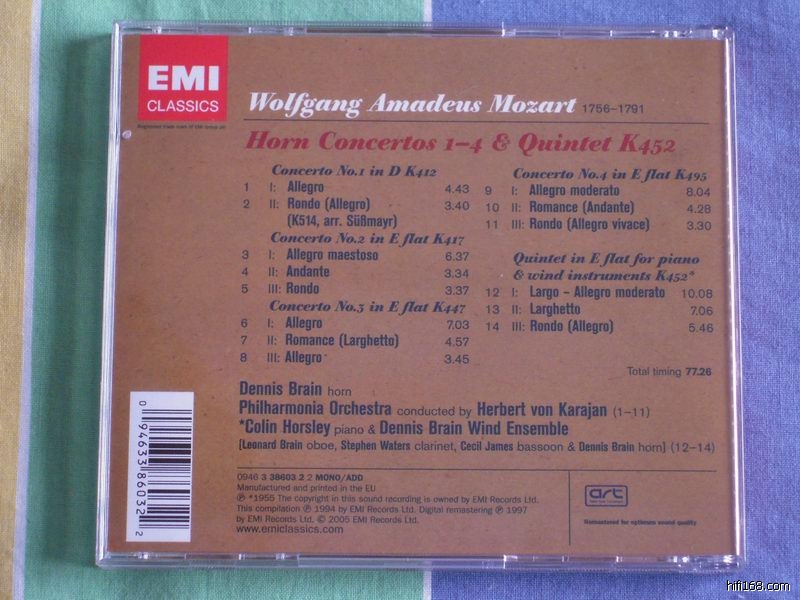 EMI
CLASSICS
Wolfgang Amadeus Mozart 1756–1791
Horn Concertos 1–4 & Quintet K452
Concerto No.1 in D K412
1 I: Allegro 4.43
2 II: Rondo (Allegro) 3.40
(K514, arr. Süßmayr)
Concerto No.2 in E flat K417
3 I: Allegro maestoso 6.37
4 II: Andante 3.34
5 III: Rondo 3.37
Concerto No.3 in E flat K447
6 I: Allegro 7.03
7 II: Romance (Larghetto) 4.57
8 III: Allegro 3.45
Concerto No.4 in E flat K495
9 I: Allegro moderato 8.04
10 II: Romance (Andante) 4.28
11 III: Rondo (Allegro vivace) 3.30
Quintet in E flat for piano
& wind instruments K452*
12 I: Largo – Allegro moderato 10.08
13 II: Larghetto 7.06
14 III: Rondo (Allegro) 5.46
Total timing 77.26
Dennis Brain horn
Philharmonia Orchestra conducted by Herbert von Karajan (1–11)
*Colin Horsley piano & Dennis Brain Wind Ensemble
[Leonard Brain oboe, Stephen Waters clarinet, Cecil James bassoon & Dennis Brain horn] (12–14)
0946 3 38603 2 2 MONO/ADD
Manufactured and printed in the EU
℗ *1955 The copyright in this sound recording is owned by EMI Records Ltd.
This compilation ℗ 1994 by EMI Records Ltd. Digital remastering ℗ 1997
by EMI Records Ltd. © 2005 EMI Records Ltd.
www.emiclassics.com
art
Remastered for optimum sound quality
0 94633 86032 2
hifi168.com